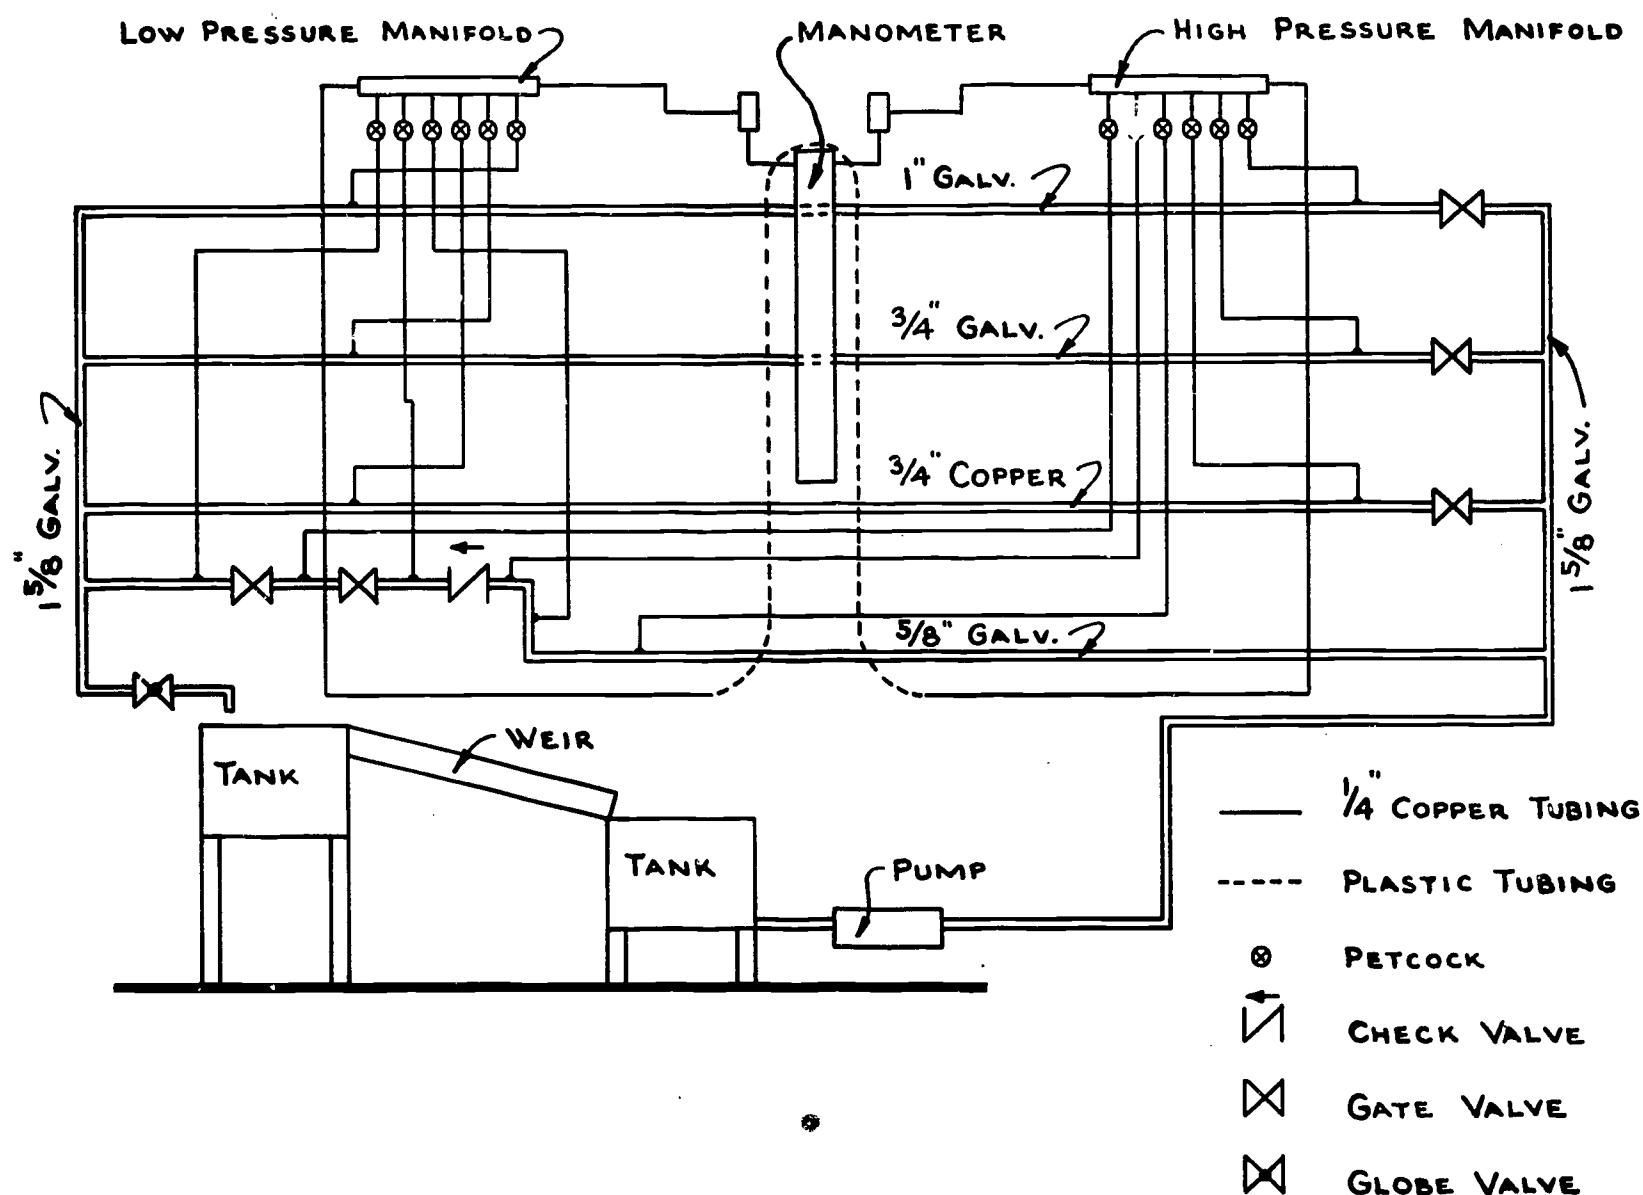 LOW PRESSURE MANIFOLD
MANOMETER
HIGH PRESSURE MANIFOLD
1" GALV.
3/4" GALV.
3/4" COPPER
1 5/8" GALV.
1 5/8" GALV.
5/8" GALV.
WEIR
TANK
TANK
PUMP
1/4" COPPER TUBING
PLASTIC TUBING
PETCOCK
CHECK VALVE
GATE VALVE
GLOBE VALVE